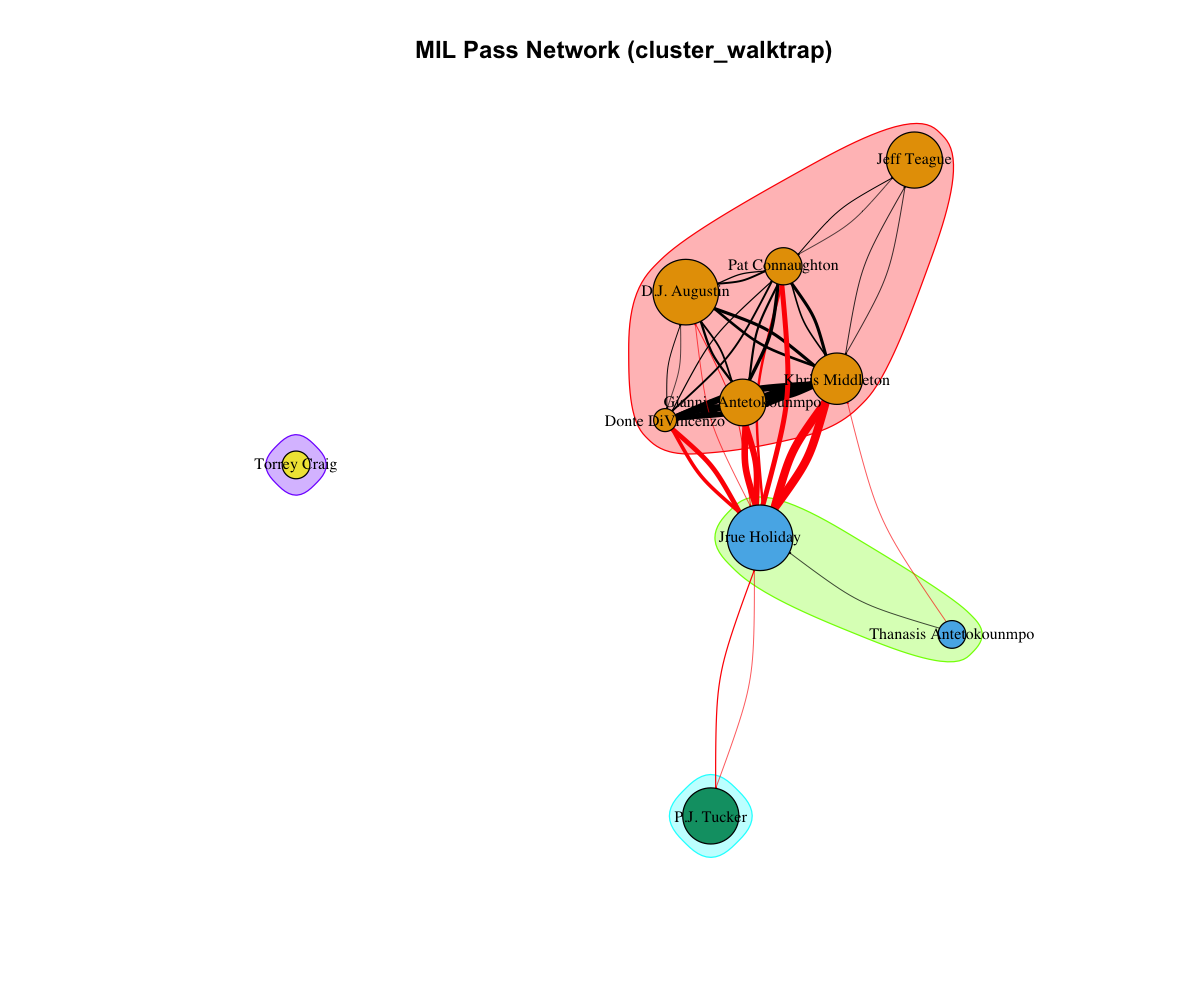 MIL Pass Network (cluster_walktrap)
Jeff Teague
Pat Connaughton
D.J. Augustin
Khris Middleton
Giannis Antetokounmpo
Donte DiVincenzo
Torrey Craig
Jrue Holiday
Thanasis Antetokounmpo
P.J. Tucker